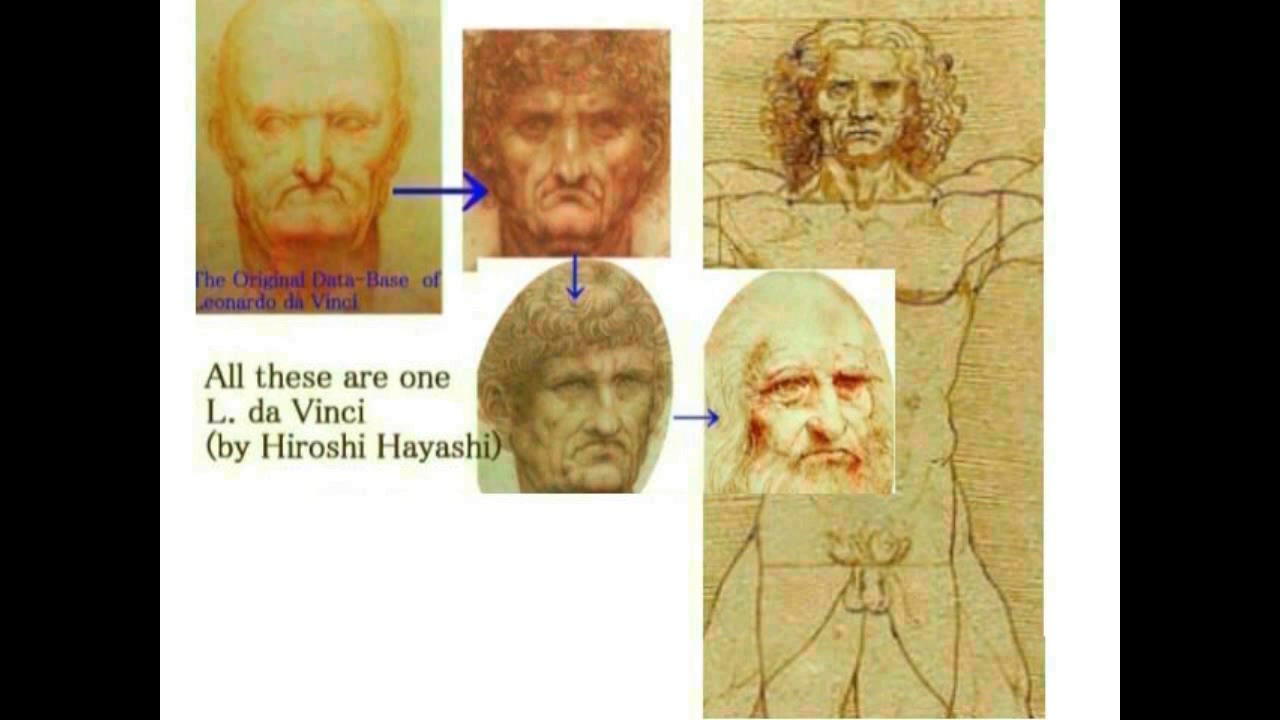 The Original Data-Base of
Leonardo da Vinci
All these are one
L. da Vinci
(by Hiroshi Hayashi)